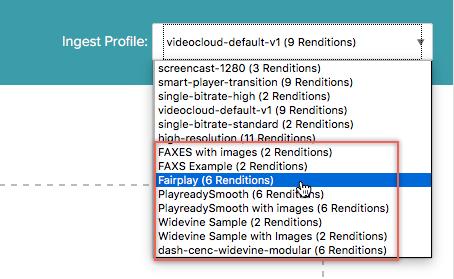 Ingest Profile: videocloud-default-v1 (9 Renditions)
screencast-1280 (3 Renditions)
smart-player-transition (9 Renditions)
single-bitrate-high (2 Renditions)
videocloud-default-v1 (9 Renditions)
single-bitrate-standard (2 Renditions)
high-resolution (11 Renditions)
FAXES with images (2 Renditions)
FAXS Example (2 Renditions)
Fairplay (6 Renditions)
PlayreadySmooth (6 Renditions)
PlayreadySmooth with images (6 Renditions)
Widevine Sample (2 Renditions)
Widevine Sample with Images (2 Renditions)
dash-cenc-widevine-modular (6 Renditions)